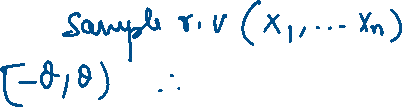 Sample r.v (X₁, ... Xₙ)
[-θ, θ) ∴